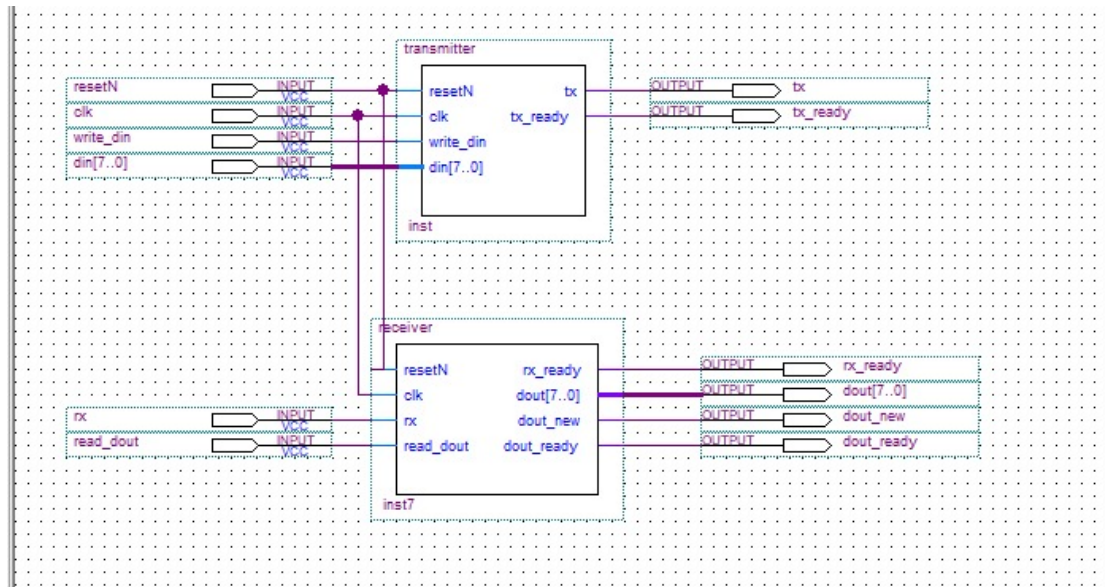 transmitter
resetN INPUT VCC resetN tx OUTPUT tx
clk INPUT VCC clk tx_ready OUTPUT tx_ready
write_din INPUT VCC write_din
din[7..0] INPUT VCC din[7..0]
inst
receiver
resetN rx_ready OUTPUT rx_ready
clk dout[7..0] OUTPUT dout[7..0]
rx INPUT VCC rx dout_new OUTPUT dout_new
read_dout INPUT VCC read_dout dout_ready OUTPUT dout_ready
inst7